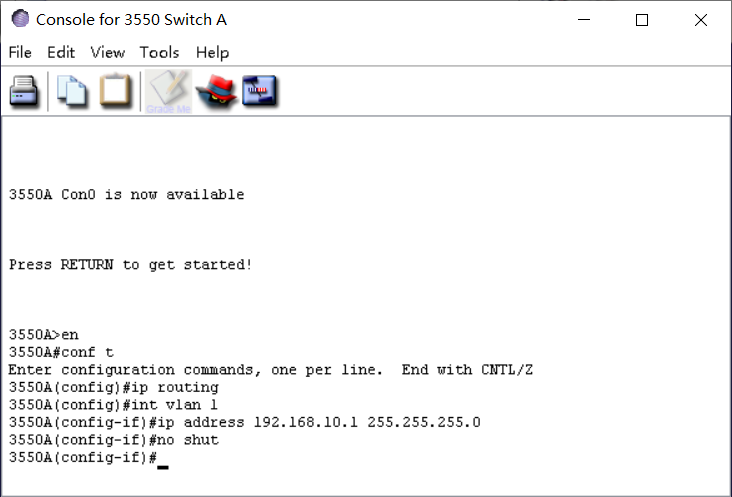 Console for 3550 Switch A
File Edit View Tools Help
Grade Me
3550A Con0 is now available
Press RETURN to get started!
3550A>en
3550A#conf t
Enter configuration commands, one per line.  End with CNTL/Z
3550A(config)#ip routing
3550A(config)#int vlan 1
3550A(config-if)#ip address 192.168.10.1 255.255.255.0
3550A(config-if)#no shut
3550A(config-if)#